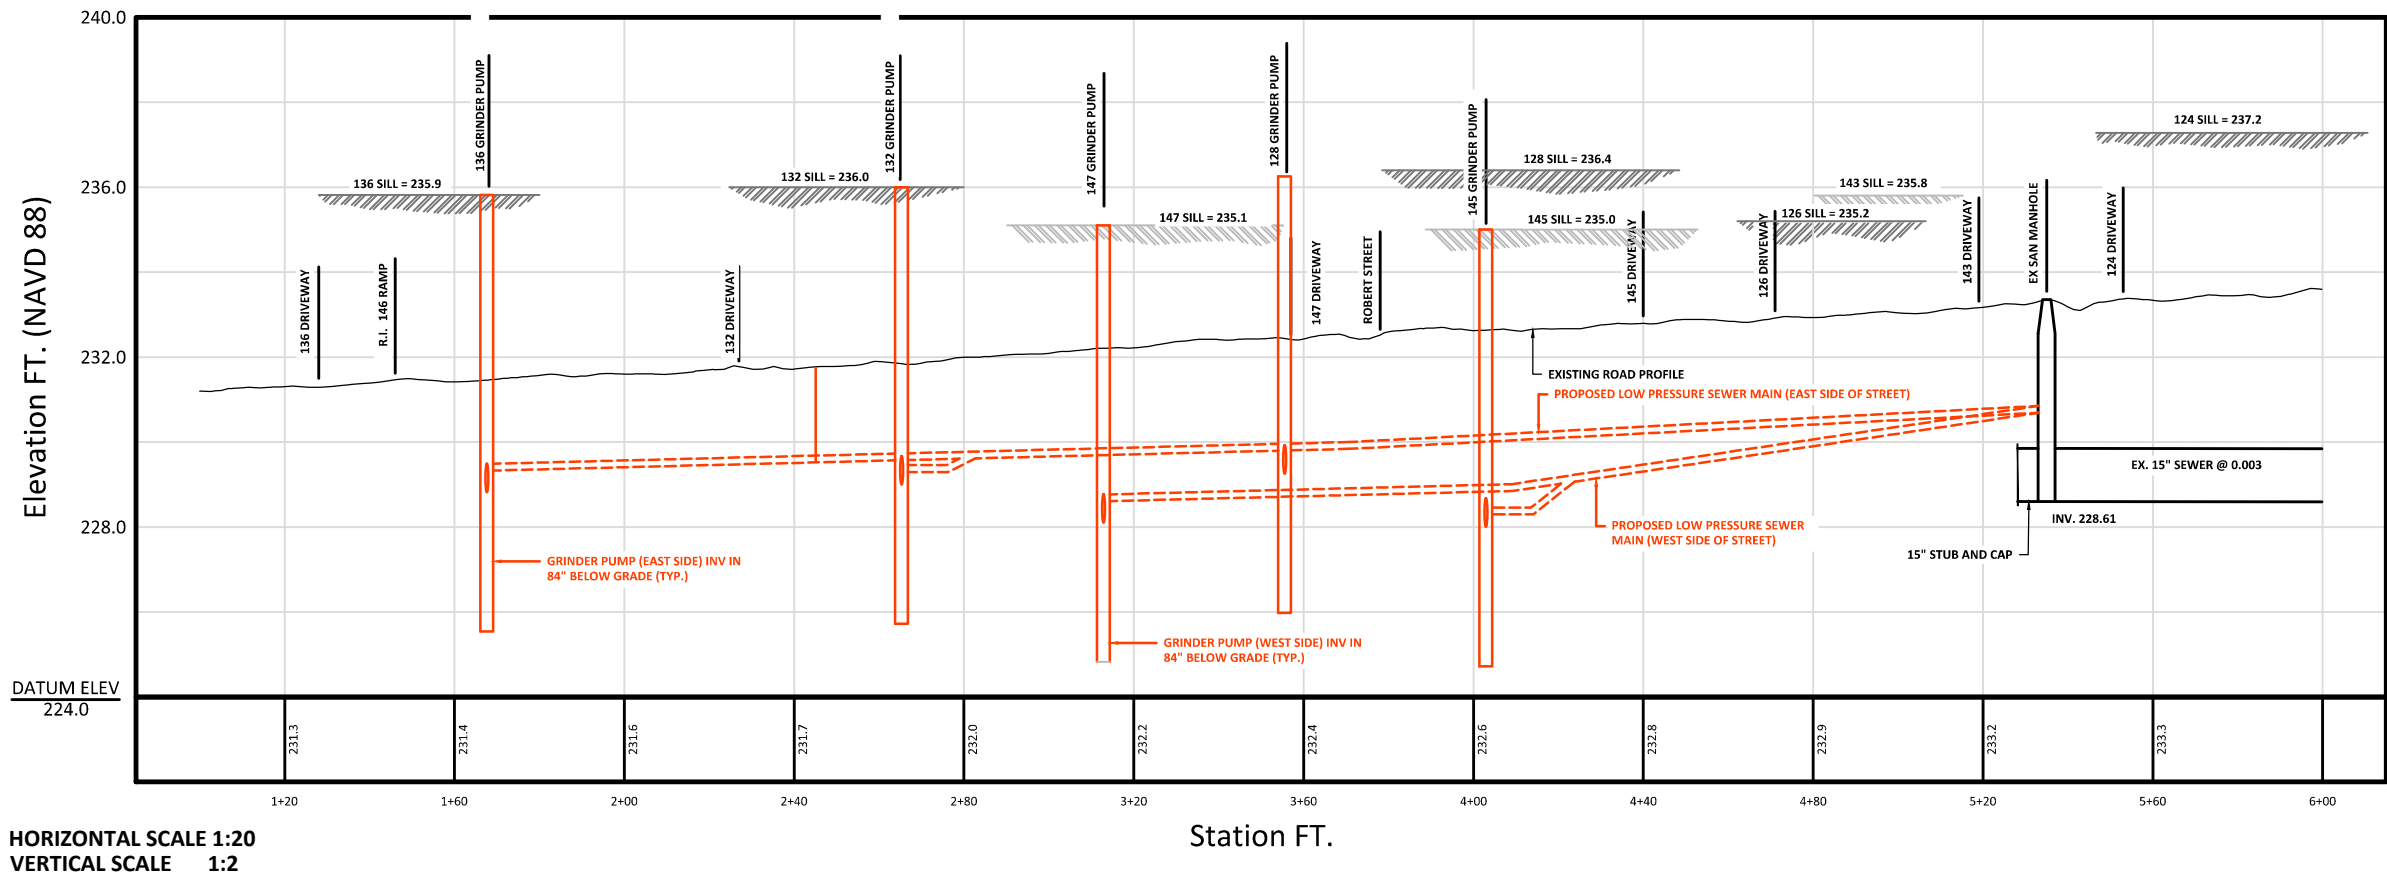 240.0
236.0
232.0
228.0
Elevation FT. (NAVD 88)
DATUM ELEV
224.0
136 GRINDER PUMP
132 GRINDER PUMP
147 GRINDER PUMP
128 GRINDER PUMP
145 GRINDER PUMP
124 SILL = 237.2
128 SILL = 236.4
136 SILL = 235.9
132 SILL = 236.0
143 SILL = 235.8
147 SILL = 235.1
145 SILL = 235.0
126 SILL = 235.2
136 DRIVEWAY
R.I. 146 RAMP
132 DRIVEWAY
147 DRIVEWAY
ROBERT STREET
145 DRIVEWAY
126 DRIVEWAY
143 DRIVEWAY
EX SAN MANHOLE
124 DRIVEWAY
EXISTING ROAD PROFILE
PROPOSED LOW PRESSURE SEWER MAIN (EAST SIDE OF STREET)
EX. 15" SEWER @ 0.003
INV. 228.61
PROPOSED LOW PRESSURE SEWER
MAIN (WEST SIDE OF STREET)
15" STUB AND CAP
GRINDER PUMP (EAST SIDE) INV IN
84" BELOW GRADE (TYP.)
GRINDER PUMP (WEST SIDE) INV IN
84" BELOW GRADE (TYP.)
231.3
231.4
231.6
231.7
232.0
232.2
232.4
232.6
232.8
232.9
233.2
233.3
1+20
1+60
2+00
2+40
2+80
3+20
3+60
4+00
4+40
4+80
5+20
5+60
6+00
Station FT.
HORIZONTAL SCALE 1:20
VERTICAL SCALE 1:2